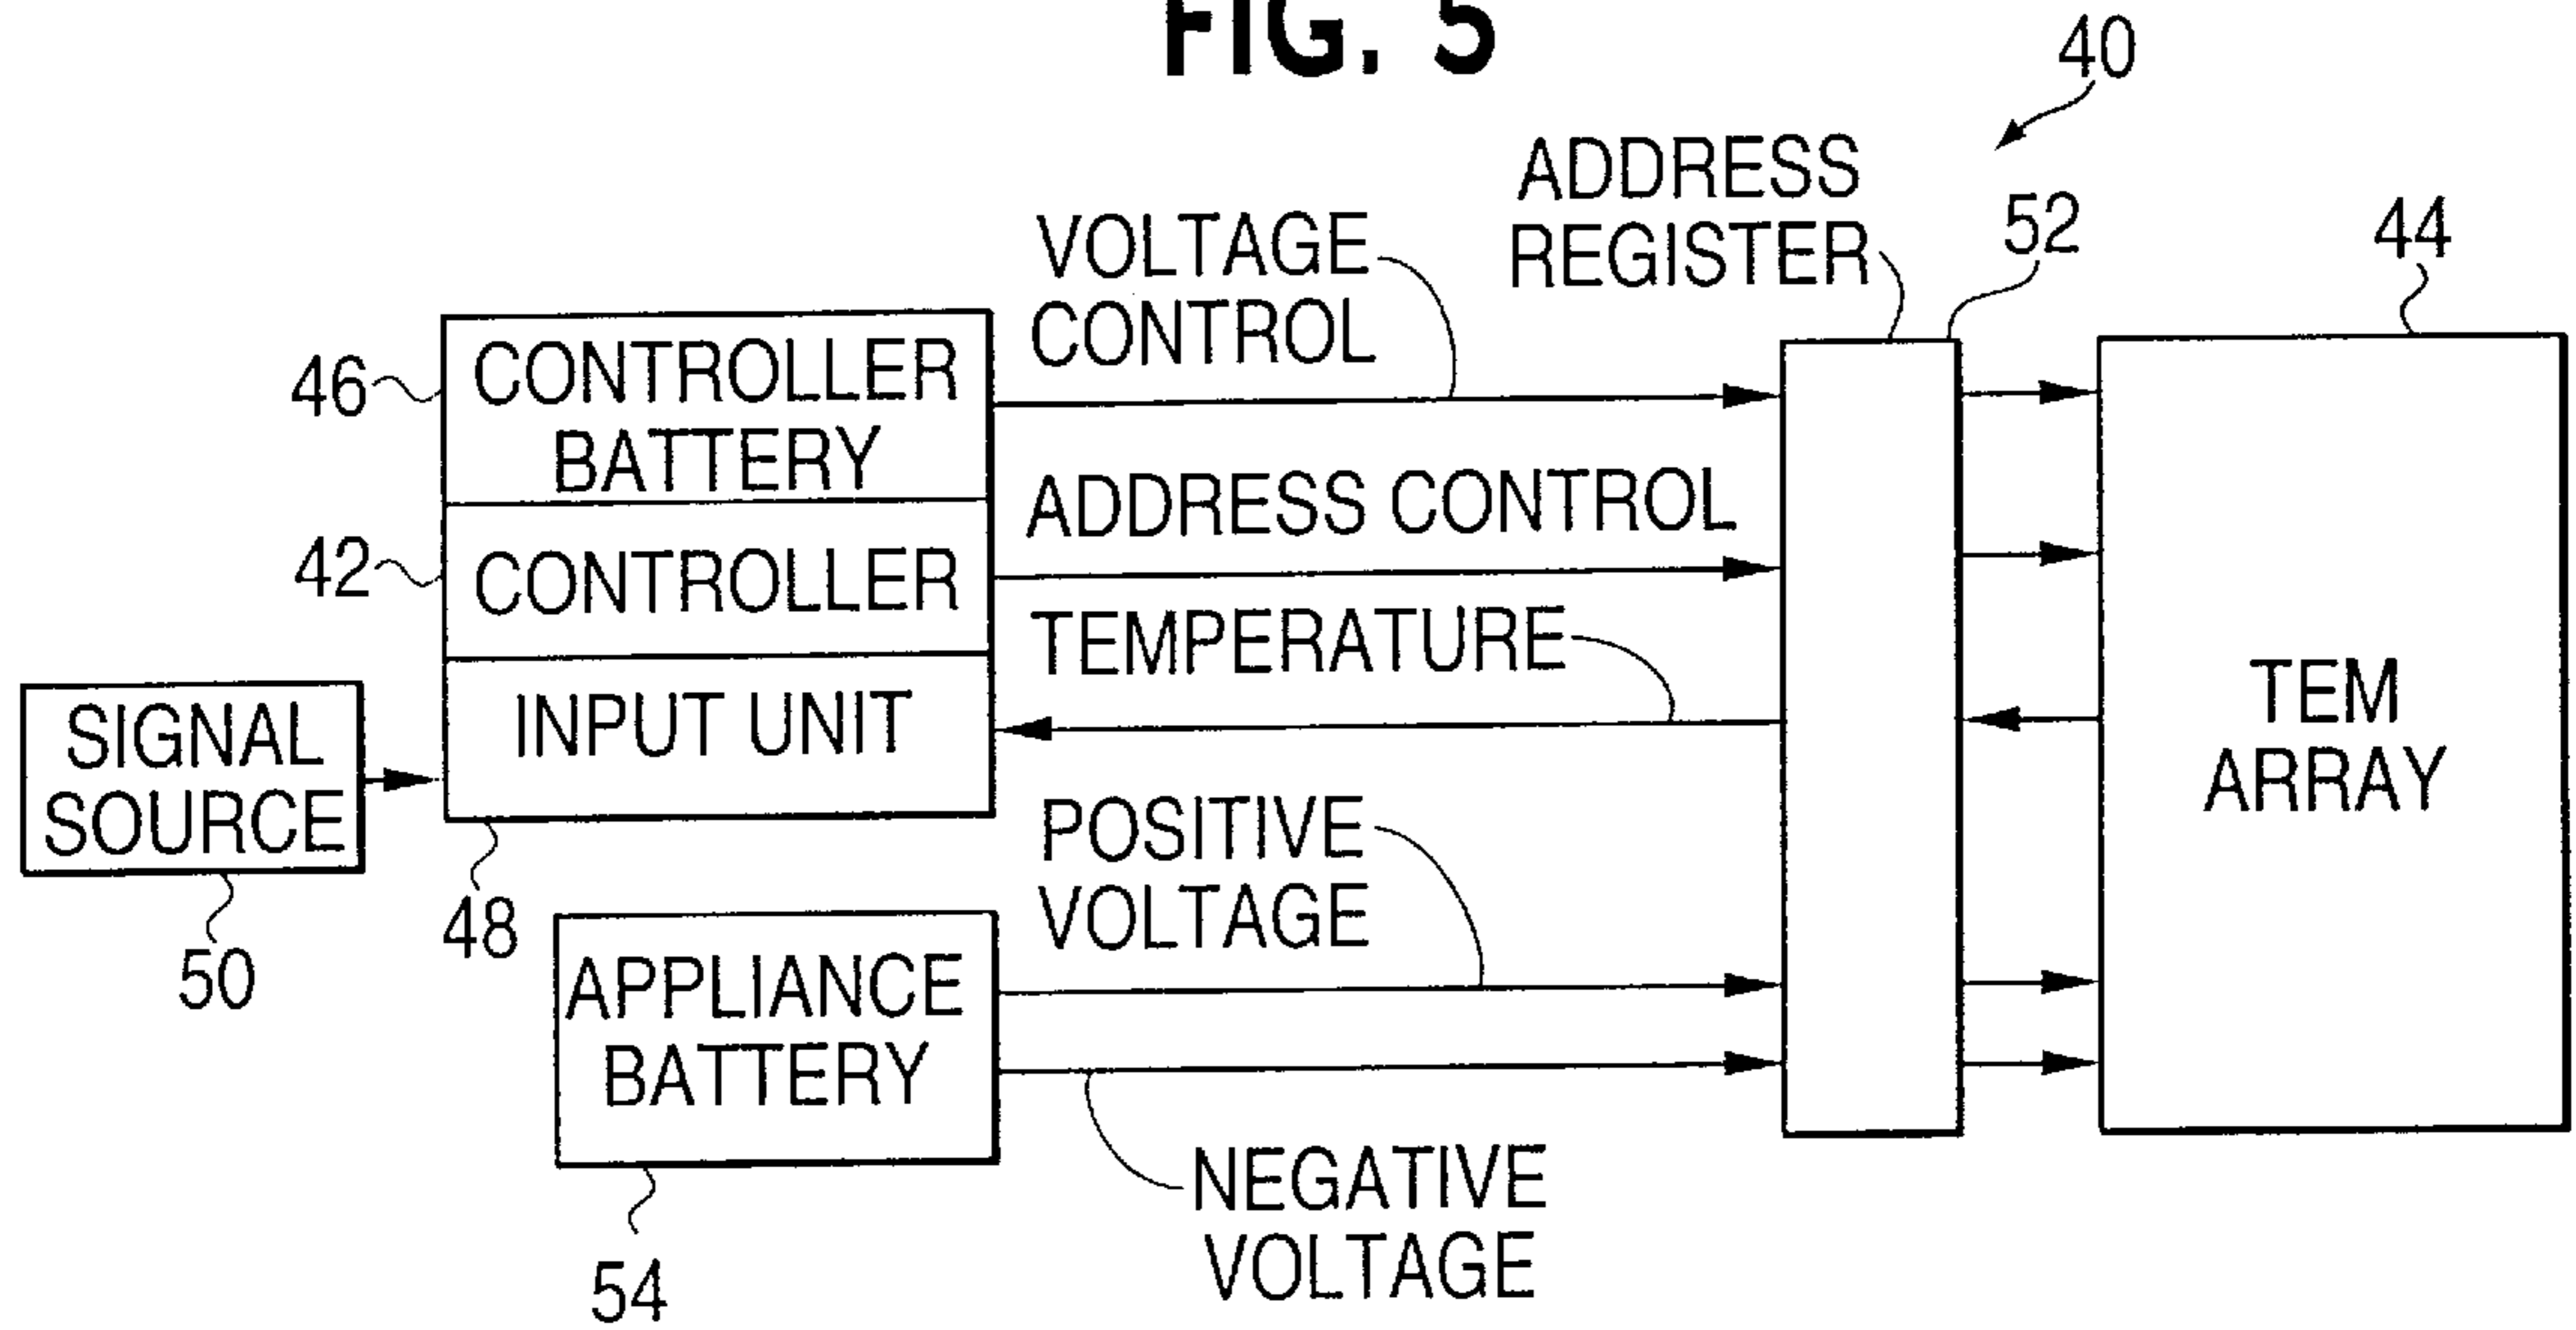 FIG. 5
40
ADDRESS
REGISTER
52
44
VOLTAGE
CONTROL
46
CONTROLLER
BATTERY
ADDRESS CONTROL
42
CONTROLLER
TEMPERATURE
INPUT UNIT
SIGNAL
SOURCE
TEM
ARRAY
50
48
POSITIVE
VOLTAGE
APPLIANCE
BATTERY
NEGATIVE
VOLTAGE
54